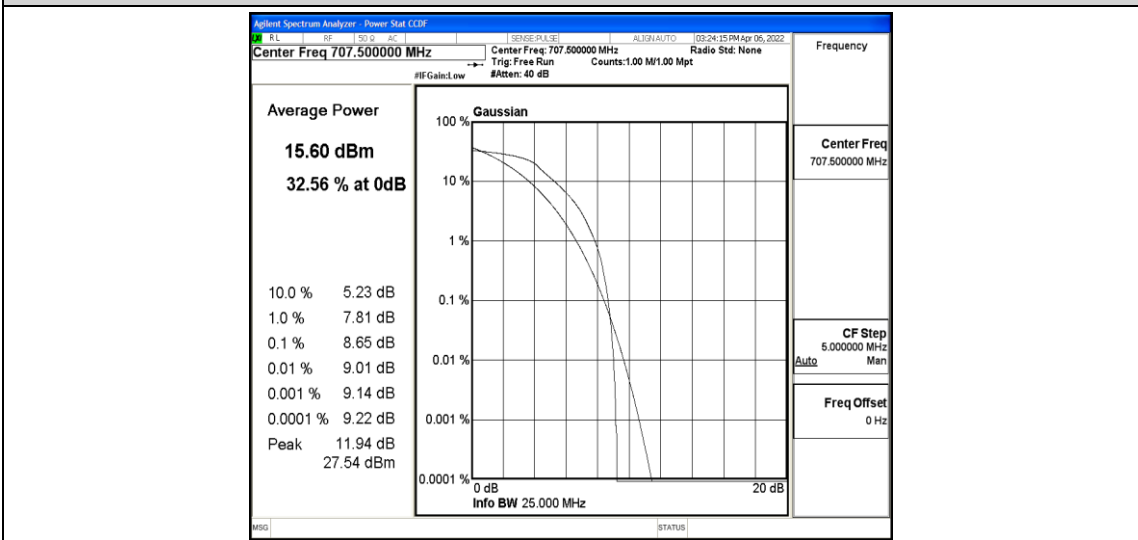 Agilent Spectrum Analyzer - Power Stat CCDF
RL RF 50 Ω AC SENSE:PULSE ALIGN AUTO 03:24:15 PM Apr 06, 2022
Center Freq 707.500000 MHz
Center Freq: 707.500000 MHz Radio Std: None
Trig: Free Run Counts:1.00 M/1.00 Mpt
#IFGain:Low #Atten: 40 dB
Frequency
Average Power
15.60 dBm
32.56 % at 0dB
10.0 % 5.23 dB
1.0 % 7.81 dB
0.1 % 8.65 dB
0.01 % 9.01 dB
0.001 % 9.14 dB
0.0001 % 9.22 dB
Peak 11.94 dB
27.54 dBm
Gaussian
100 %
10 %
1 %
0.1 %
0.01 %
0.001 %
0.0001 %
0 dB 20 dB
Info BW 25.000 MHz
Center Freq
707.500000 MHz
CF Step
5.000000 MHz
Auto Man
Freq Offset
0 Hz
MSG STATUS